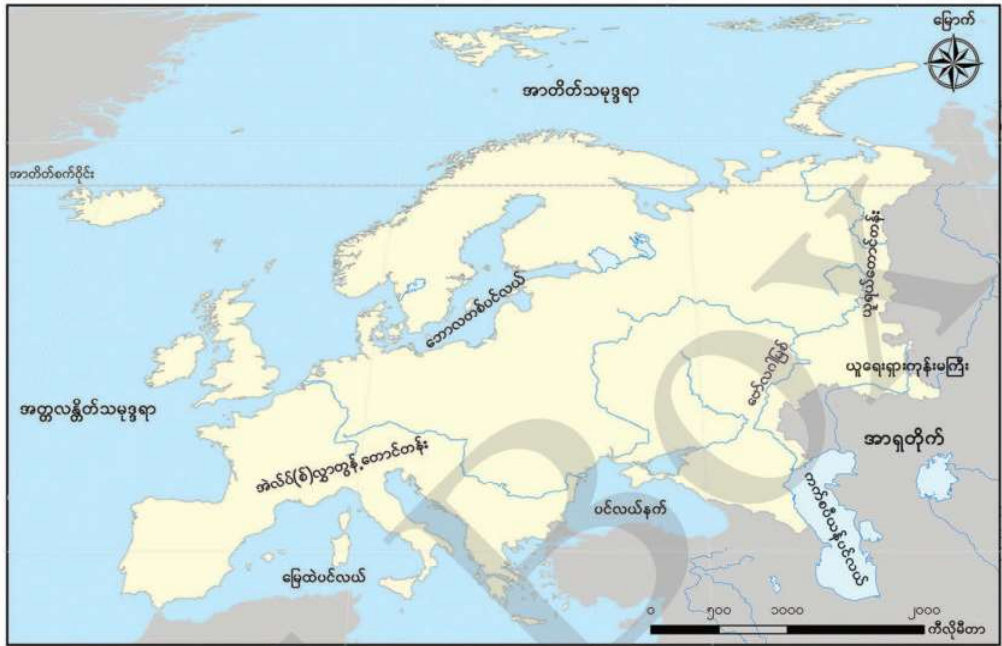 မြောက်
အာတိတ်သမုဒ္ဒရာ
အာတိတ်စက်ဝိုင်း
ယူရယ်တောင်တန်း
ဘောလတစ်ပင်လယ်
ဗော်လဂါမြစ်
ယူရေးရှားကုန်းမကြီး
အတ္တလန္တိတ်သမုဒ္ဒရာ
အာရှတိုက်
အဲလ်ပ်(စ်)လွှာတွန့်တောင်တန်း
ကက်စပီယန်ပင်လယ်
ပင်လယ်နက်
မြေထဲပင်လယ်
၀ ၅၀၀ ၁၀၀၀ ၂၀၀၀
ကီလိုမီတာ